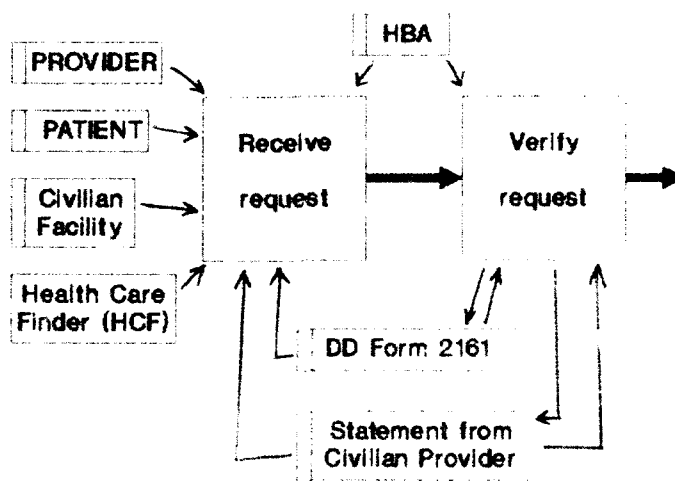 HBA
PROVIDER
PATIENT
Civilian
Facility
Health Care
Finder (HCF)
Receive
request
Verify
request
DD Form 2161
Statement from
Civilian Provider